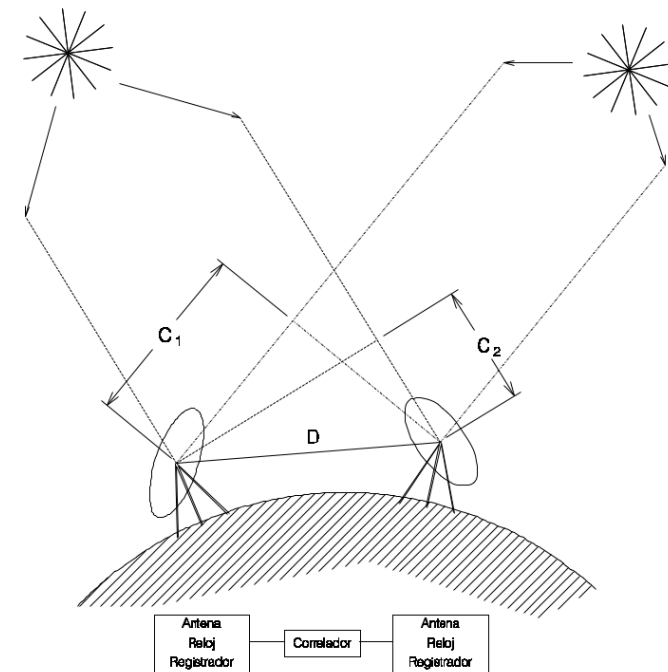 C1
C2
D
Antena
Reloj
Registrador
Correlador
Antena
Reloj
Registrador